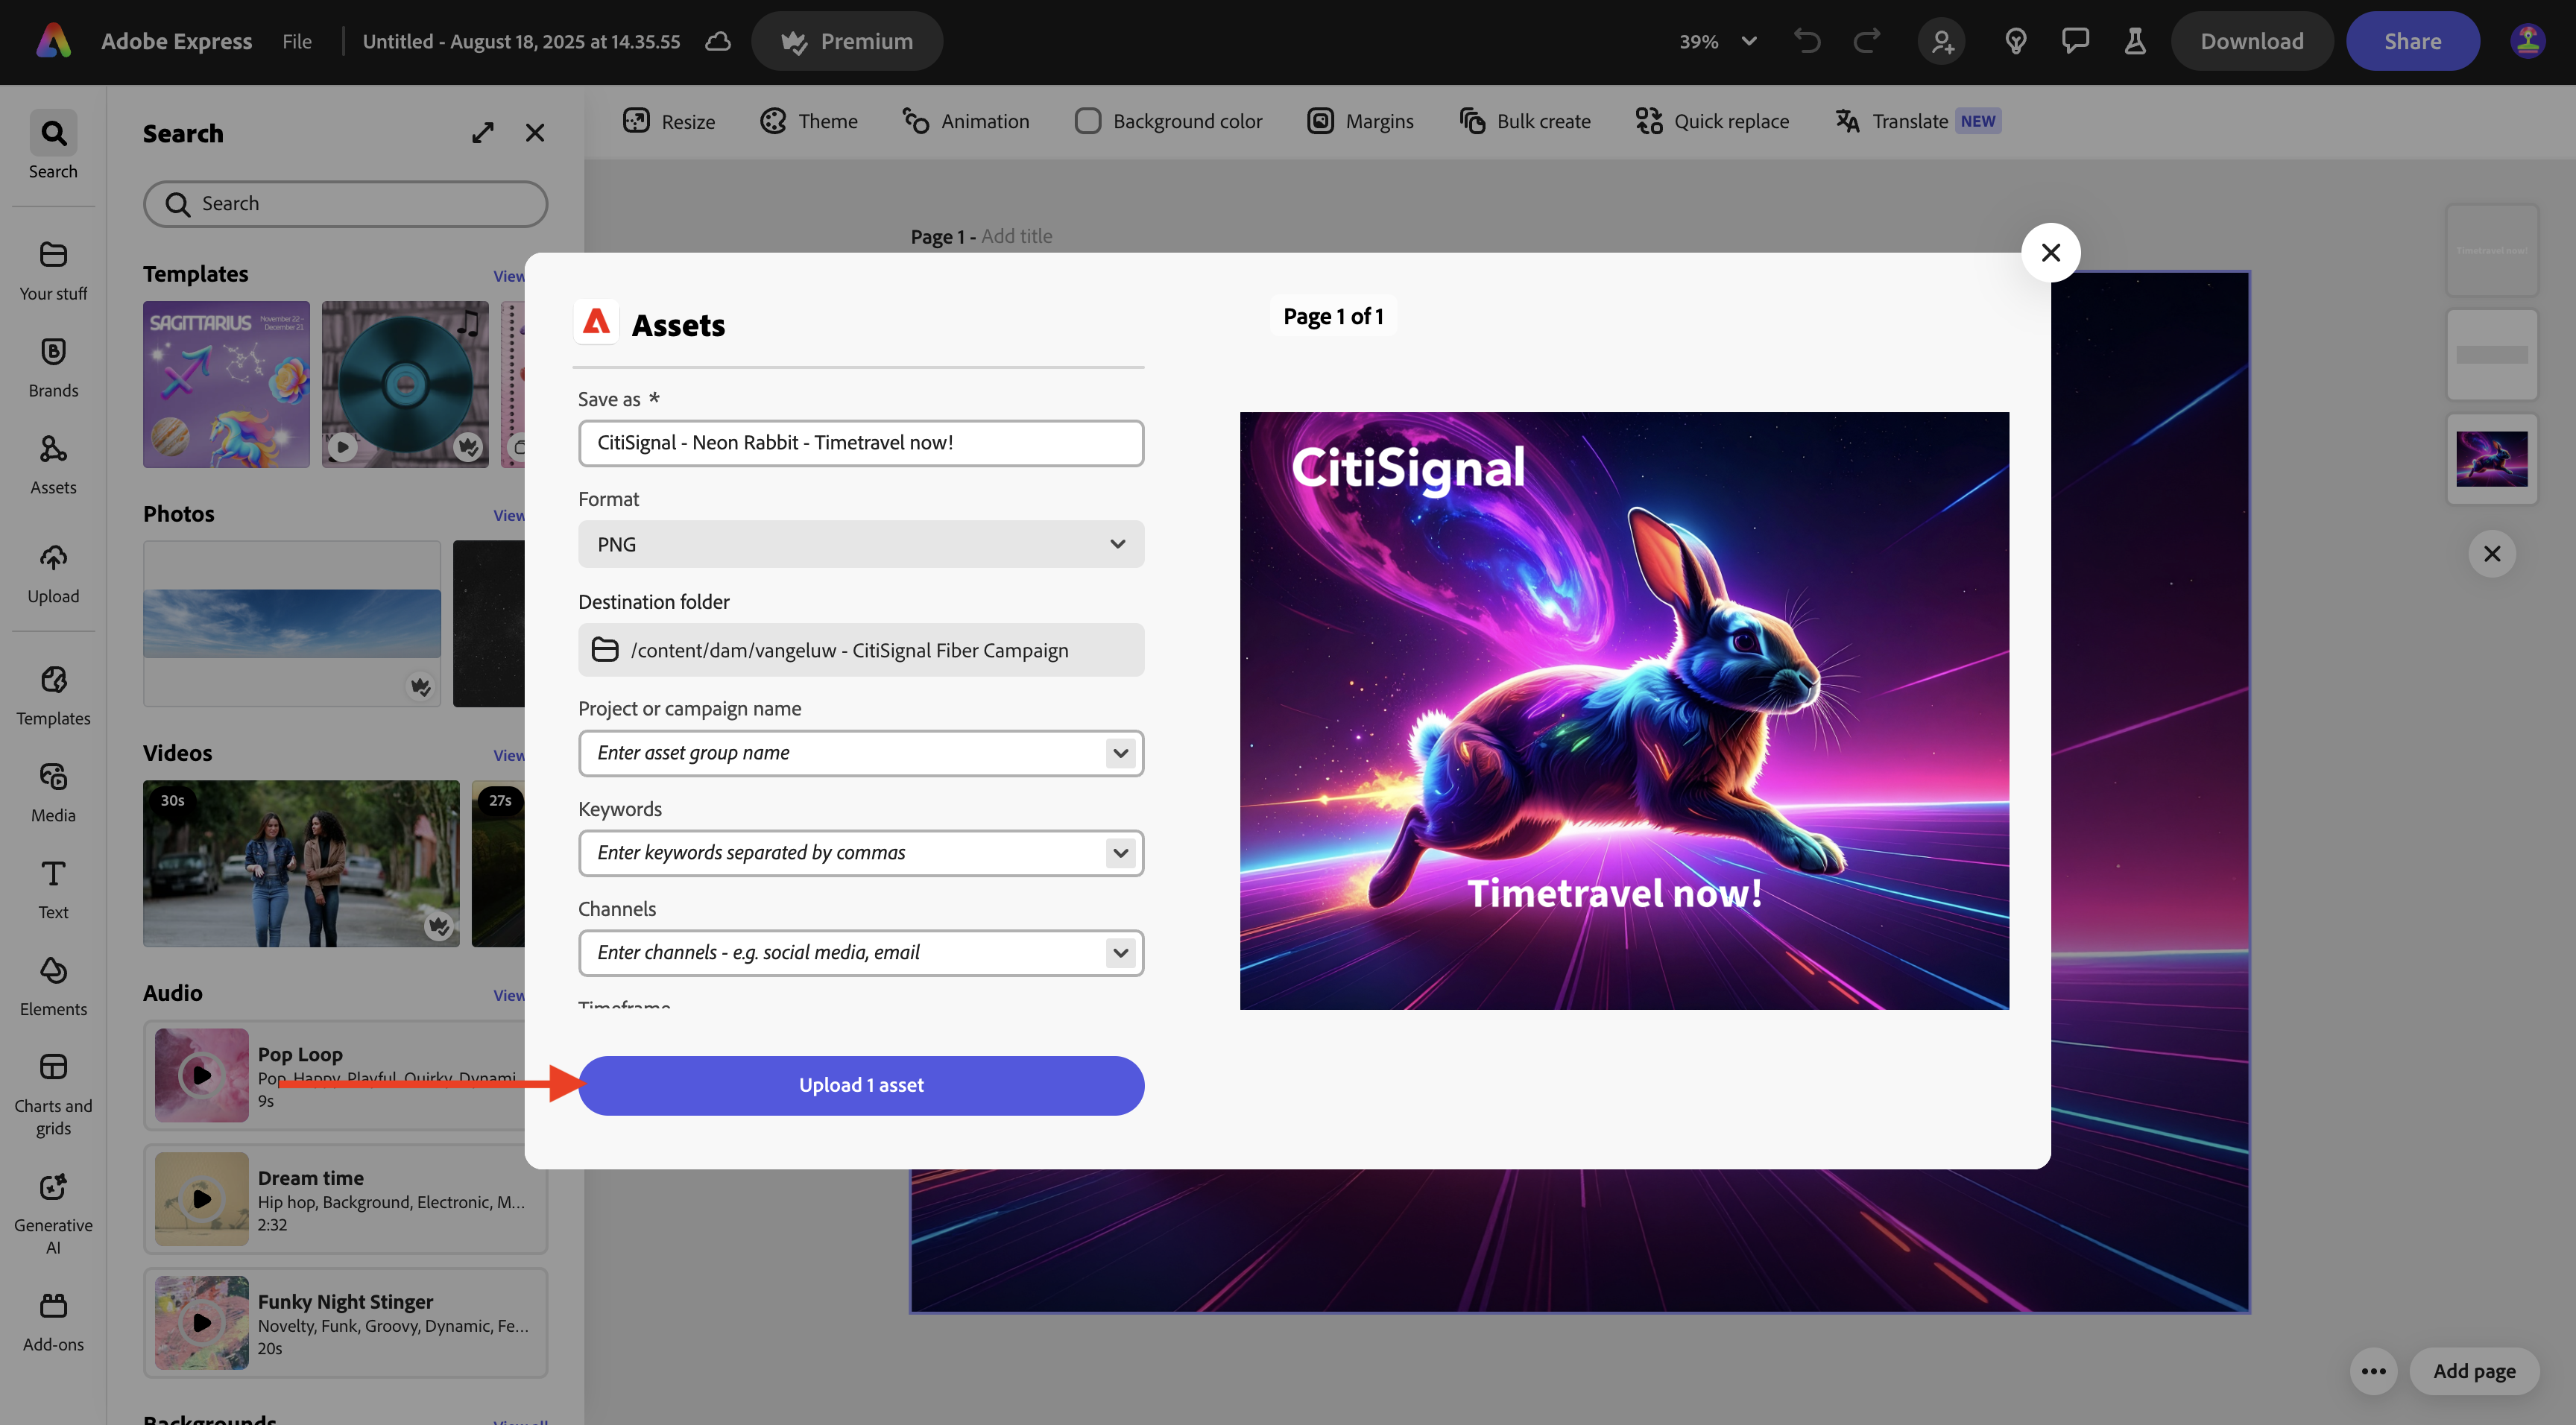 Adobe Express
File
Untitled - August 18, 2025 at 14.35.55
Premium
39%
Download
Share
Search
Your stuff
Brands
Assets
Upload
Templates
Media
Text
Elements
Charts and
grids
Generative
AI
Add-ons
Search
Search
Templates
View
SAGITTARIUS
November 22–
December 21
Photos
View
Videos
View
30s
27s
Audio
View
Pop Loop
Pop, Happy, Playful, Quirky, Dynami
9s
Dream time
Hip hop, Background, Electronic, M...
2:32
Funky Night Stinger
Novelty, Funk, Groovy, Dynamic, Fe...
20s
Backgrounds
View all
Resize
Theme
Animation
Background color
Margins
Bulk create
Quick replace
Translate NEW
Page 1 - Add title
Assets
Save as *
CitiSignal - Neon Rabbit - Timetravel now!
Format
PNG
Destination folder
/content/dam/vangeluw - CitiSignal Fiber Campaign
Project or campaign name
Enter asset group name
Keywords
Enter keywords separated by commas
Channels
Enter channels - e.g. social media, email
Timeframe
Upload 1 asset
Page 1 of 1
CitiSignal
Timetravel now!
Timetravel now!
Add page